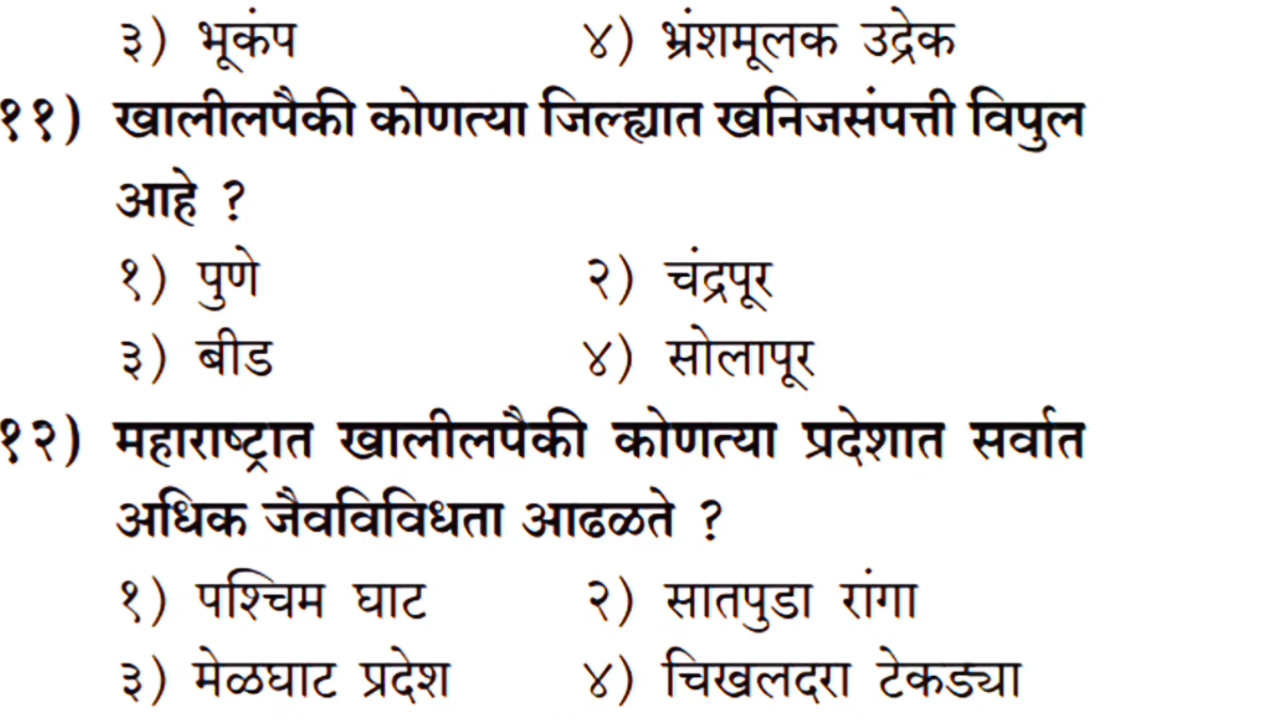 ३) भूकंप ४) भ्रंशमूलक उद्रेक
११) खालीलपैकी कोणत्या जिल्ह्यात खनिजसंपत्ती विपुल
आहे ?
१) पुणे २) चंद्रपूर
३) बीड ४) सोलापूर
१२) महाराष्ट्रात खालीलपैकी कोणत्या प्रदेशात सर्वात
अधिक जैवविविधता आढळते ?
१) पश्चिम घाट २) सातपुडा रांगा
३) मेळघाट प्रदेश ४) चिखलदरा टेकड्या